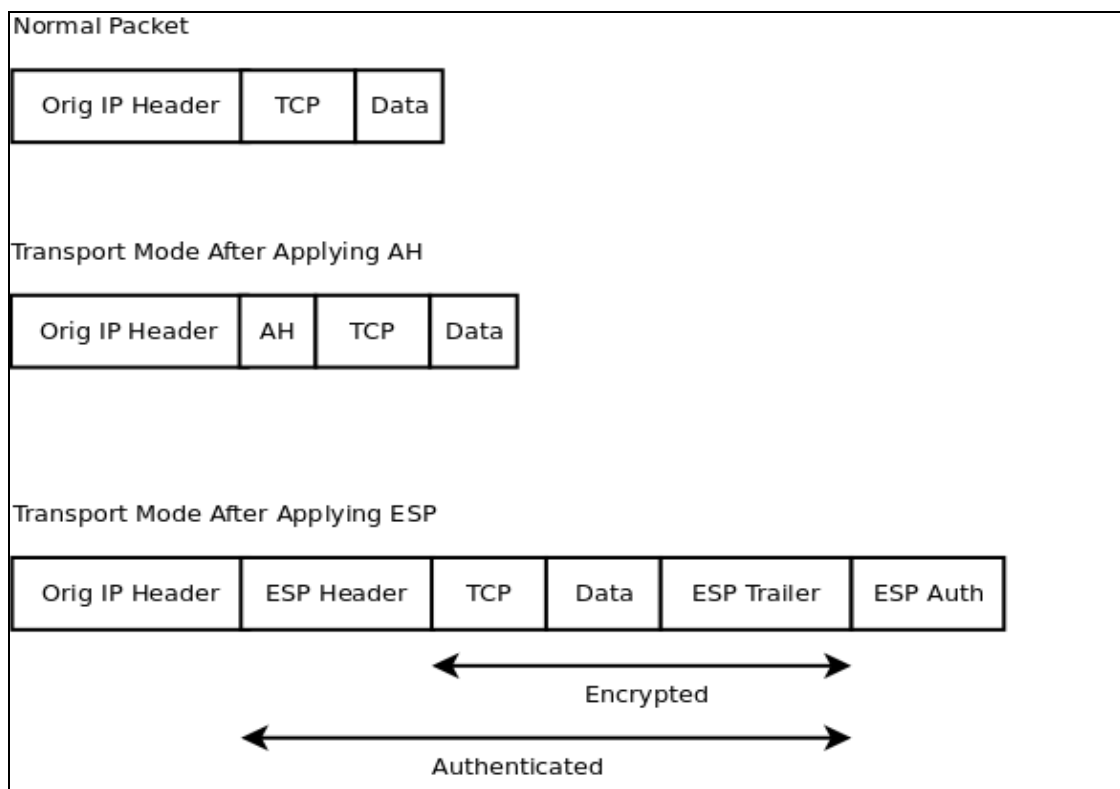 Normal Packet
Orig IP Header TCP Data
Transport Mode After Applying AH
Orig IP Header AH TCP Data
Transport Mode After Applying ESP
Orig IP Header ESP Header TCP Data ESP Trailer ESP Auth
Encrypted
Authenticated